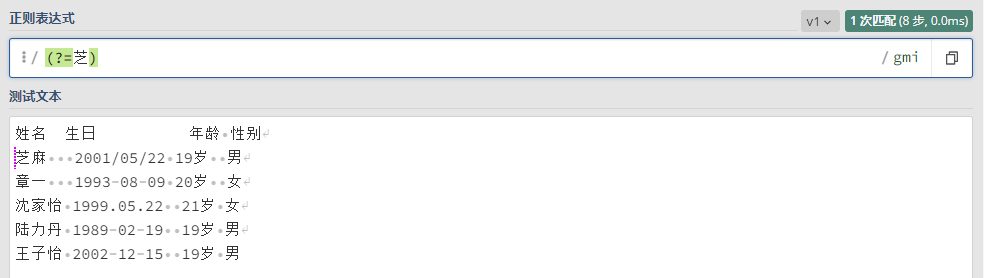 正则表达式
v1 1 次匹配 (8 步, 0.0ms)
/ (?=芝) / gmi
测试文本
姓名 生日 年龄 性别
芝麻 2001/05/22 19岁 男
章一 1993-08-09 20岁 女
沈家怡 1999.05.22 21岁 女
陆力丹 1989-02-19 19岁 男
王子怡 2002-12-15 19岁 男